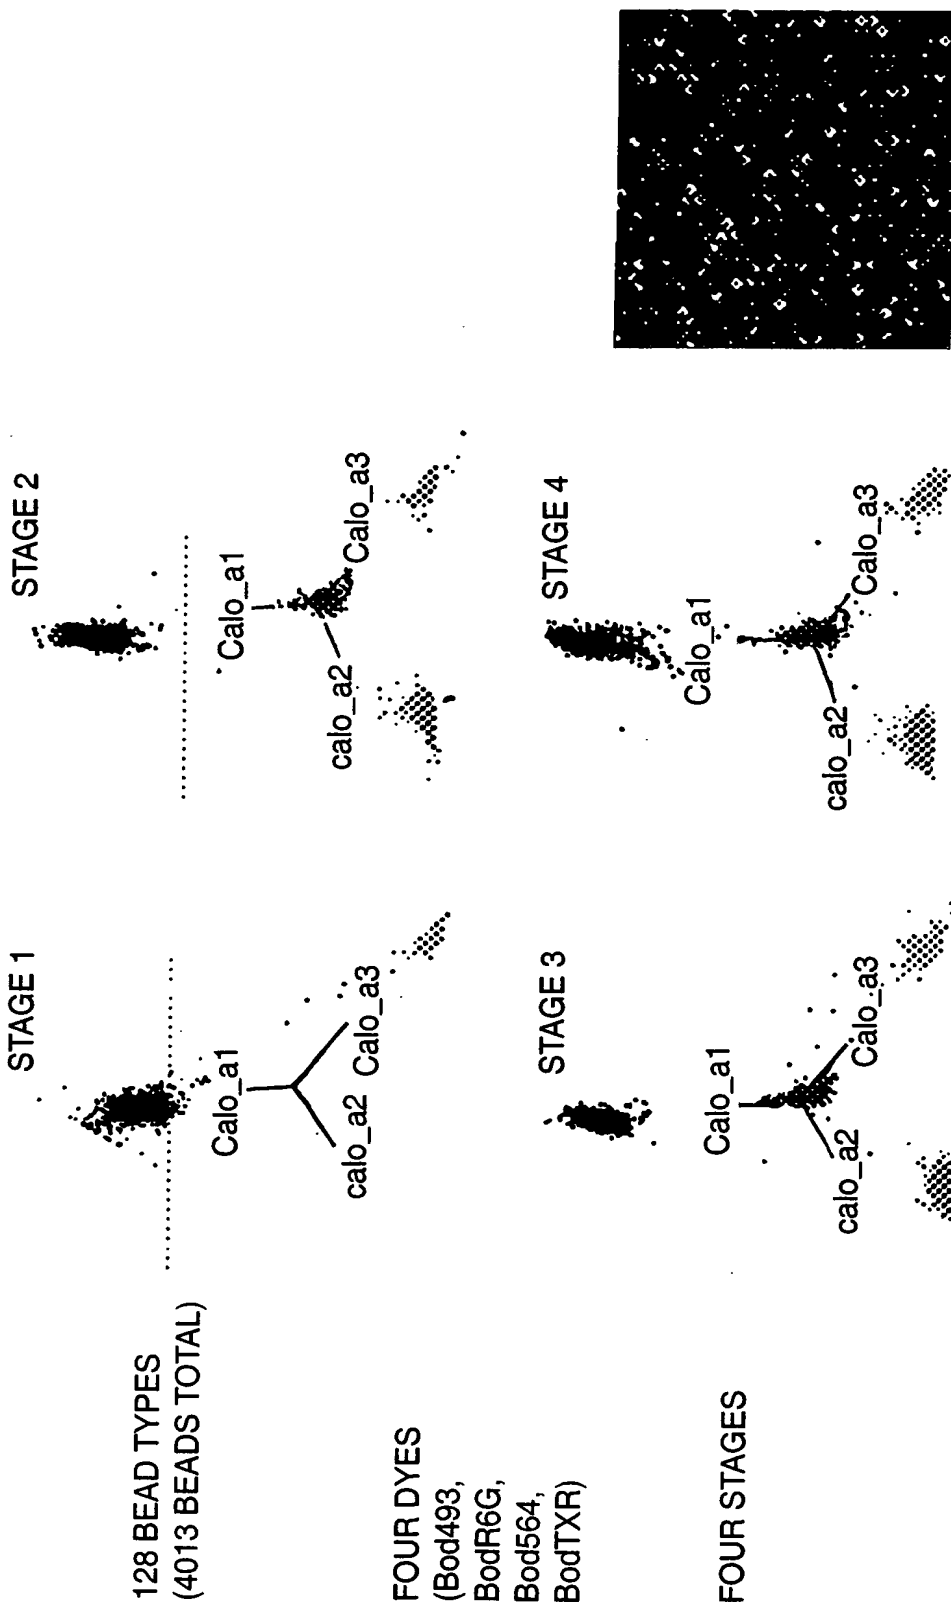 128 BEAD TYPES
(4013 BEADS TOTAL)
FOUR DYES
(Bod493,
BodR6G,
Bod564,
BodTXR)
FOUR STAGES
STAGE 1
Calo_a1
calo_a2
Calo_a3
STAGE 2
Calo_a1
calo_a2
Calo_a3
STAGE 3
Calo_a1
calo_a2
Calo_a3
STAGE 4
Calo_a1
calo_a2
Calo_a3